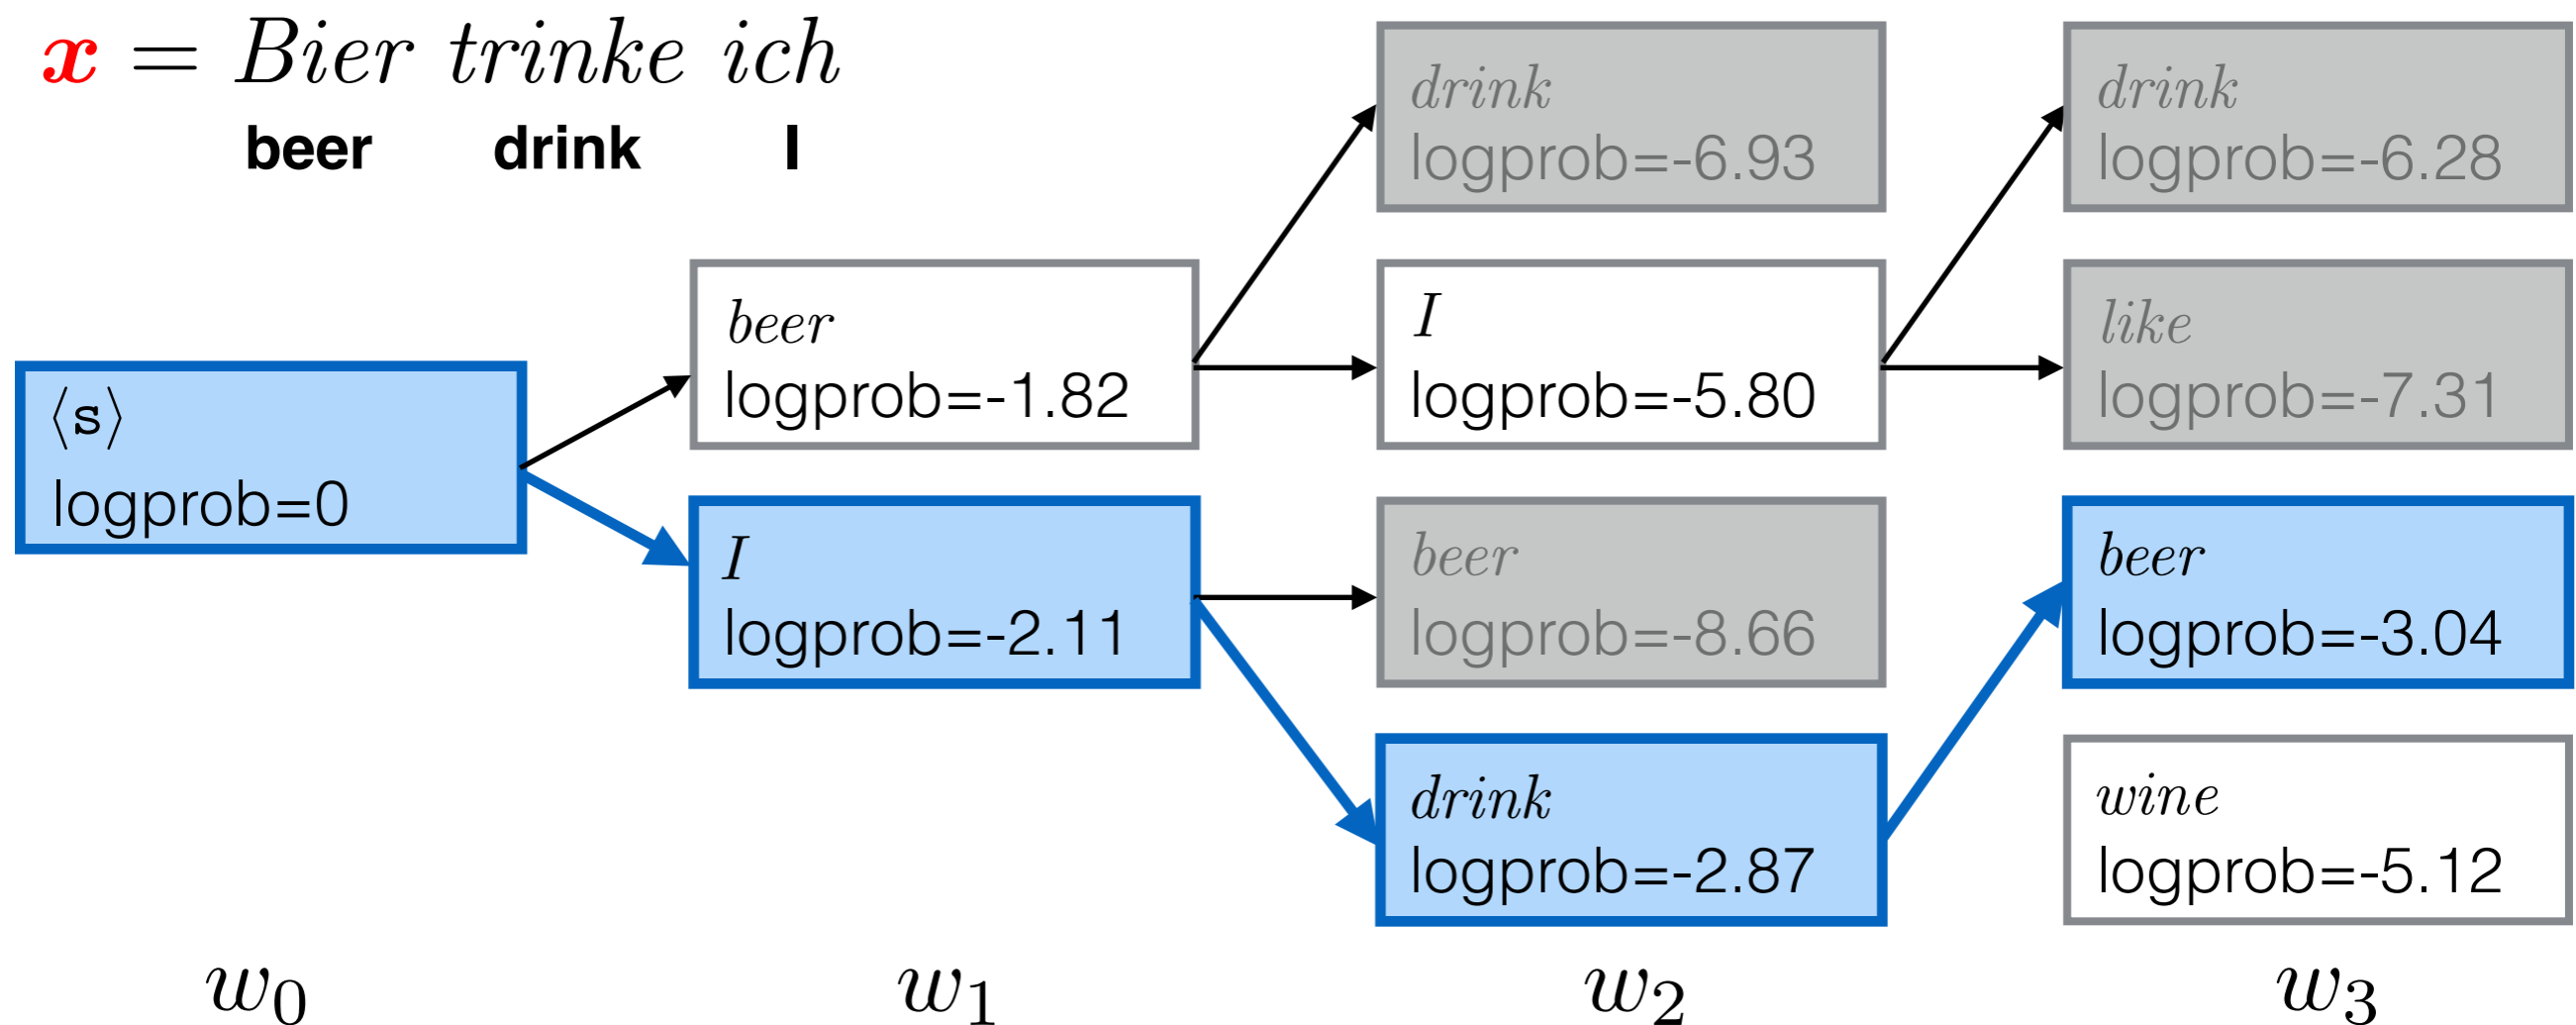 x = Bier trinke ich
beer drink I
⟨s⟩
logprob=0
beer
logprob=-1.82
I
logprob=-2.11
drink
logprob=-6.93
I
logprob=-5.80
beer
logprob=-8.66
drink
logprob=-2.87
drink
logprob=-6.28
like
logprob=-7.31
beer
logprob=-3.04
wine
logprob=-5.12
w₀ w₁ w₂ w₃